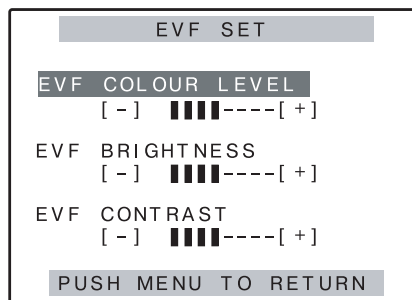 EVF SET
EVF COLOUR LEVEL
[-] ▮▮▮▮----[+]
EVF BRIGHTNESS
[-] ▮▮▮▮----[+]
EVF CONTRAST
[-] ▮▮▮▮----[+]
PUSH MENU TO RETURN